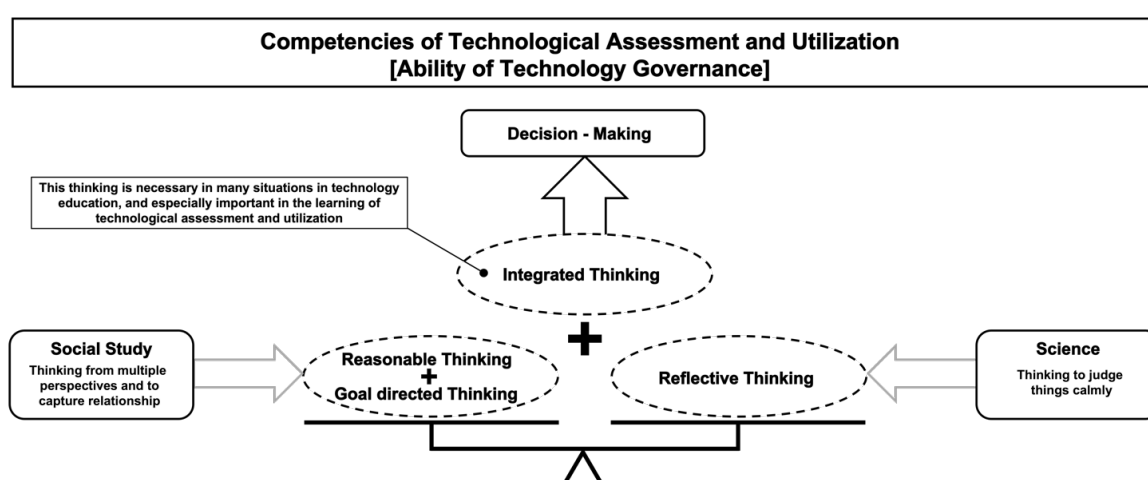 Competencies of Technological Assessment and Utilization
[Ability of Technology Governance]
Decision - Making
This thinking is necessary in many situations in technology
education, and especially important in the learning of
technological assessment and utilization
Integrated Thinking
+
Social Study
Thinking from multiple
perspectives and to
capture relationship
Reasonable Thinking
+
Goal directed Thinking
Reflective Thinking
Science
Thinking to judge
things calmly